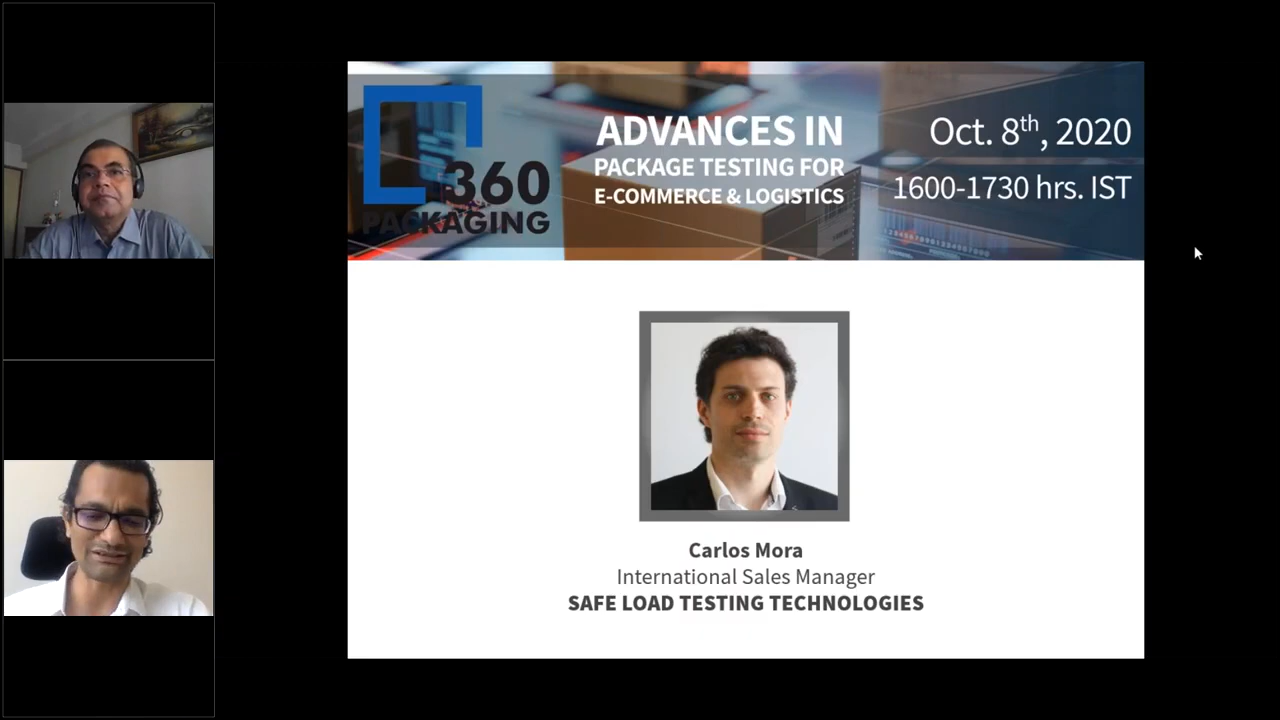 360
PACKAGING
ADVANCES IN
PACKAGE TESTING FOR
E-COMMERCE & LOGISTICS
Oct. 8th, 2020
1600-1730 hrs. IST
Carlos Mora
International Sales Manager
SAFE LOAD TESTING TECHNOLOGIES